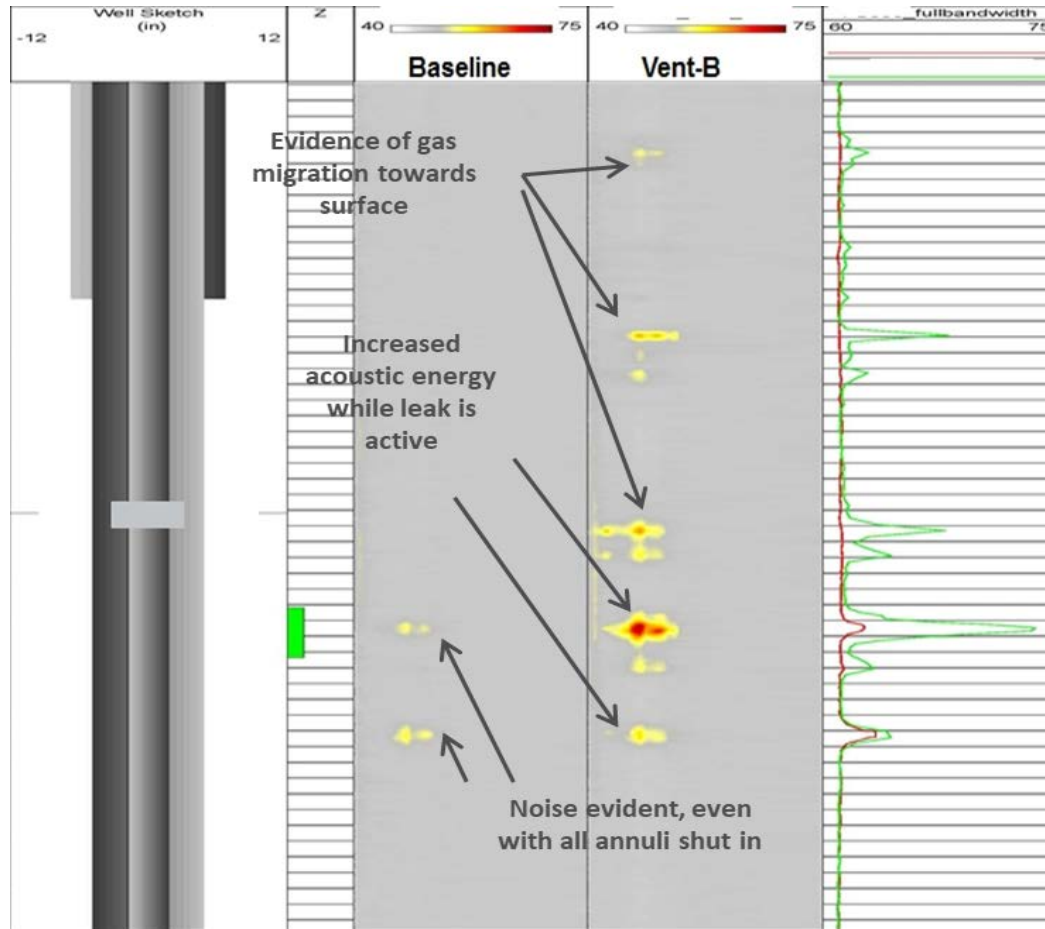 Well Sketch
(in)
-12 12
Z
40 75
Baseline
40 75
Vent-B
fullbandwidth
60 75
Evidence of gas
migration towards
surface
Increased
acoustic energy
while leak is
active
Noise evident, even
with all annuli shut in